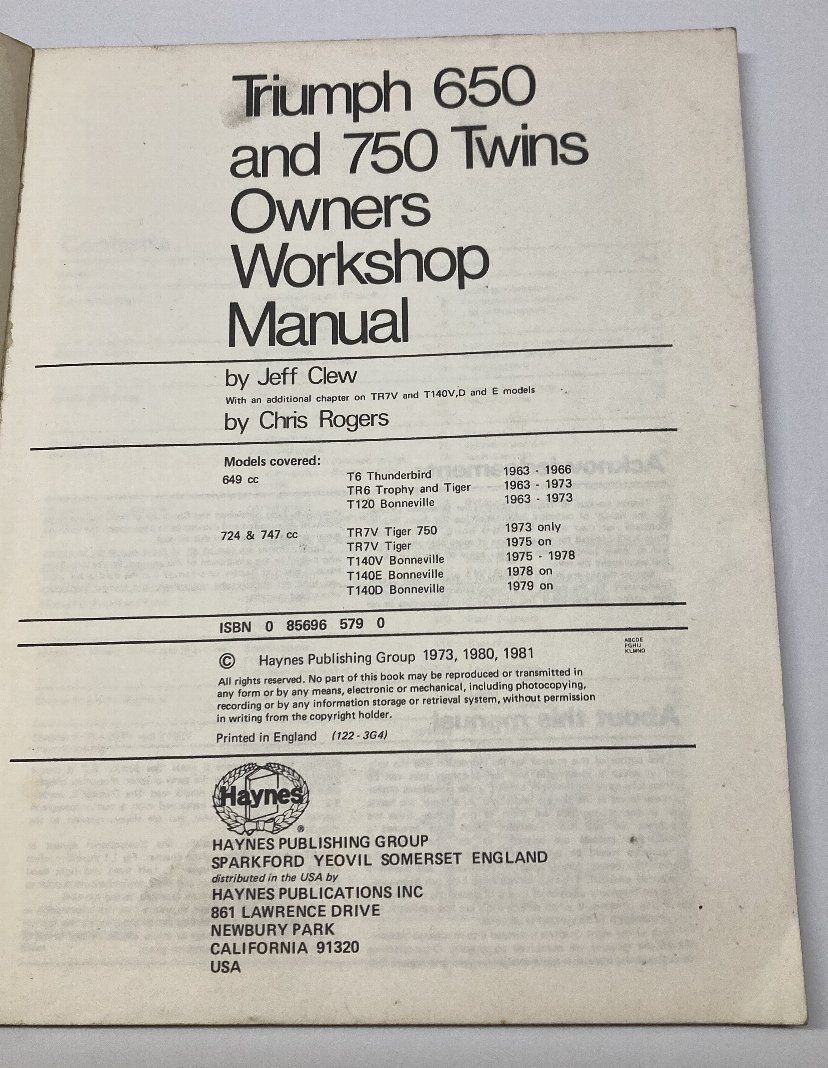 Triumph 650
and 750 Twins
Owners
Workshop
Manual
by Jeff Clew
With an additional chapter on TR7V and T140V,D and E models
by Chris Rogers
Models covered:
649 cc T6 Thunderbird 1963 - 1966
TR6 Trophy and Tiger 1963 - 1973
T120 Bonneville 1963 - 1973
724 & 747 cc TR7V Tiger 750 1973 only
TR7V Tiger 1975 on
T140V Bonneville 1975 - 1978
T140E Bonneville 1978 on
T140D Bonneville 1979 on
ISBN 0 85696 579 0
© Haynes Publishing Group 1973, 1980, 1981
ABCDE
FGHIJ
KLMNO
All rights reserved. No part of this book may be reproduced or transmitted in
any form or by any means, electronic or mechanical, including photocopying,
recording or by any information storage or retrieval system, without permission
in writing from the copyright holder.
Printed in England (122 - 3G4)
Haynes
®
HAYNES PUBLISHING GROUP
SPARKFORD YEOVIL SOMERSET ENGLAND
distributed in the USA by
HAYNES PUBLICATIONS INC
861 LAWRENCE DRIVE
NEWBURY PARK
CALIFORNIA 91320
USA